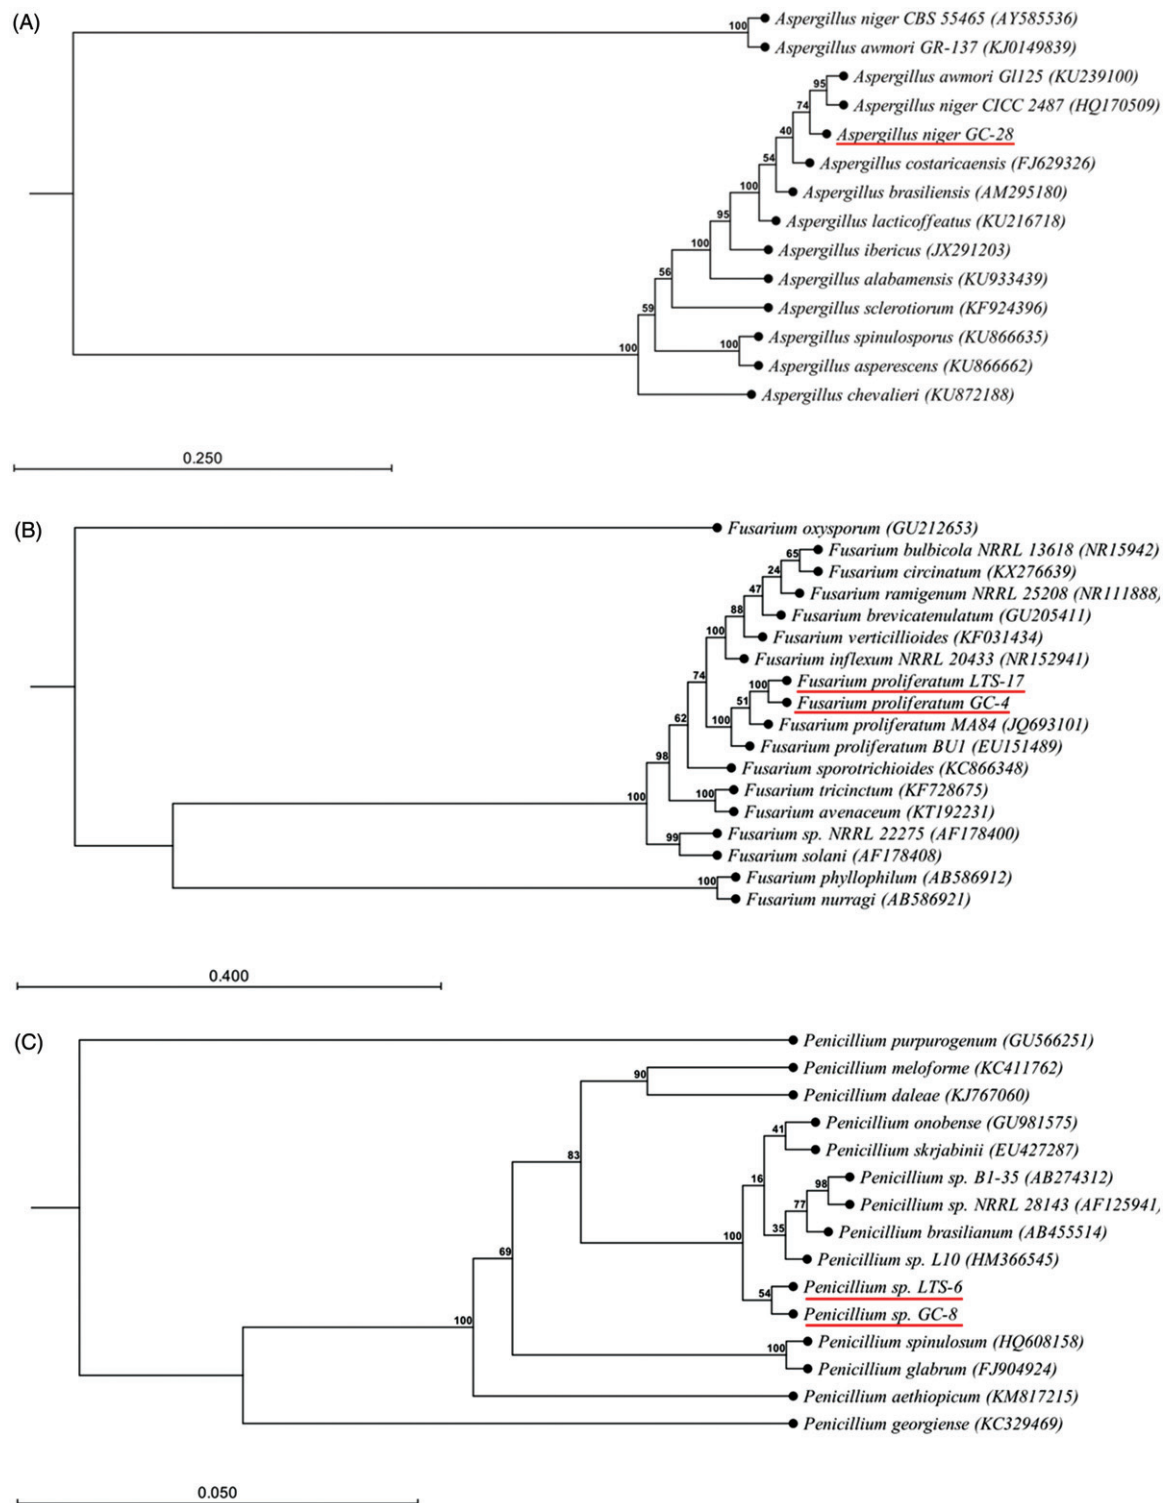 (A)
Aspergillus niger CBS 55465 (AY585536)
100
Aspergillus awmori GR-137 (KJ0149839)
Aspergillus awmori Gl125 (KU239100)
95
Aspergillus niger CICC 2487 (HQ170509)
74
Aspergillus niger GC-28
40
Aspergillus costaricaensis (FJ629326)
54
Aspergillus brasiliensis (AM295180)
100
Aspergillus lacticoffeatus (KU216718)
95
Aspergillus ibericus (JX291203)
100
Aspergillus alabamensis (KU933439)
56
Aspergillus sclerotiorum (KF924396)
59
Aspergillus spinulosporus (KU866635)
100
Aspergillus asperescens (KU866662)
100
Aspergillus chevalieri (KU872188)
0.250
(B)
Fusarium oxysporum (GU212653)
Fusarium bulbicola NRRL 13618 (NR15942)
65
Fusarium circinatum (KX276639)
24
Fusarium ramigenum NRRL 25208 (NR111888)
47
Fusarium brevicatenulatum (GU205411)
88
Fusarium verticillioides (KF031434)
100
Fusarium inflexum NRRL 20433 (NR152941)
74
Fusarium proliferatum LTS-17
100
Fusarium proliferatum GC-4
51
Fusarium proliferatum MA84 (JQ693101)
100
Fusarium proliferatum BU1 (EU151489)
62
Fusarium sporotrichioides (KC866348)
98
Fusarium tricinctum (KF728675)
100
Fusarium avenaceum (KT192231)
100
Fusarium sp. NRRL 22275 (AF178400)
99
Fusarium solani (AF178408)
Fusarium phyllophilum (AB586912)
100
Fusarium nurragi (AB586921)
0.400
(C)
Penicillium purpurogenum (GU566251)
Penicillium meloforme (KC411762)
90
Penicillium daleae (KJ767060)
Penicillium onobense (GU981575)
41
Penicillium skrjabinii (EU427287)
83
Penicillium sp. B1-35 (AB274312)
16
98
Penicillium sp. NRRL 28143 (AF125941)
77
Penicillium brasilianum (AB455514)
35
100
Penicillium sp. L10 (HM366545)
69
Penicillium sp. LTS-6
54
Penicillium sp. GC-8
100
Penicillium spinulosum (HQ608158)
100
Penicillium glabrum (FJ904924)
Penicillium aethiopicum (KM817215)
Penicillium georgiense (KC329469)
0.050